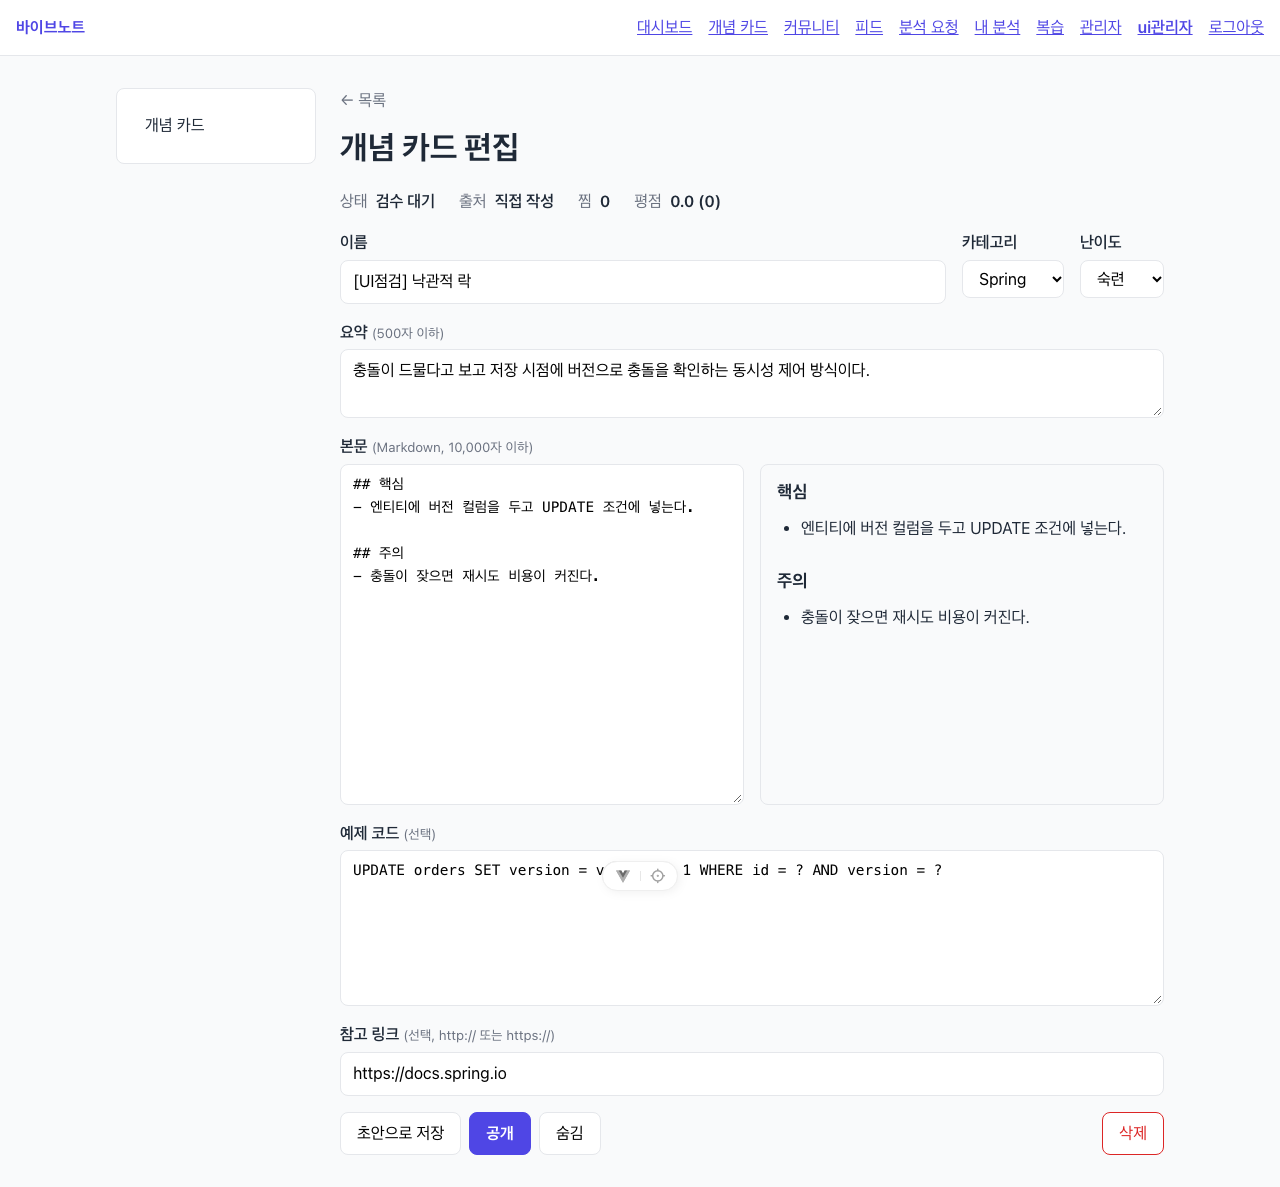 바이브노트
대시보드 개념 카드 커뮤니티 피드 분석 요청 내 분석 복습 관리자 ui관리자 로그아웃
개념 카드
← 목록
개념 카드 편집
상태 검수 대기 출처 직접 작성 찜 0 평점 0.0 (0)
이름 카테고리 난이도
[UI점검] 낙관적 락 Spring 숙련
요약 (500자 이하)
충돌이 드물다고 보고 저장 시점에 버전으로 충돌을 확인하는 동시성 제어 방식이다.
본문 (Markdown, 10,000자 이하)
## 핵심
- 엔티티에 버전 컬럼을 두고 UPDATE 조건에 넣는다.
## 주의
- 충돌이 잦으면 재시도 비용이 커진다.
핵심
• 엔티티에 버전 컬럼을 두고 UPDATE 조건에 넣는다.
주의
• 충돌이 잦으면 재시도 비용이 커진다.
예제 코드 (선택)
UPDATE orders SET version = v 1 WHERE id = ? AND version = ?
참고 링크 (선택, http:// 또는 https://)
https://docs.spring.io
초안으로 저장 공개 숨김 삭제